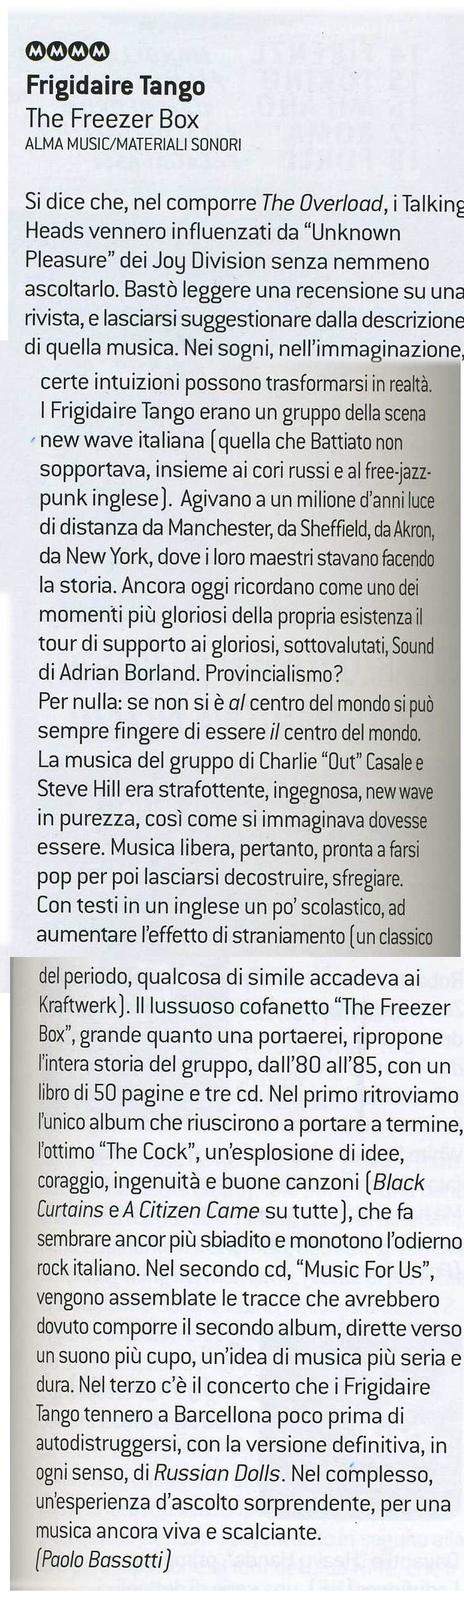 MMMM
Frigidaire Tango
The Freezer Box
ALMA MUSIC/MATERIALI SONORI
Si dice che, nel comporre The Overload, i Talking
Heads vennero influenzati da “Unknown
Pleasure” dei Joy Division senza nemmeno
ascoltarlo. Bastò leggere una recensione su una
rivista, e lasciarsi suggestionare dalla descrizione
di quella musica. Nei sogni, nell’immaginazione,
certe intuizioni possono trasformarsi in realtà.
I Frigidaire Tango erano un gruppo della scena
new wave italiana (quella che Battiato non
sopportava, insieme ai cori russi e al free-jazz-
punk inglese). Agivano a un milione d’anni luce
di distanza da Manchester, da Sheffield, da Akron,
da New York, dove i loro maestri stavano facendo
la storia. Ancora oggi ricordano come uno dei
momenti più gloriosi della propria esistenza il
tour di supporto ai gloriosi, sottovalutati, Sound
di Adrian Borland. Provincialismo?
Per nulla: se non si è al centro del mondo si può
sempre fingere di essere il centro del mondo.
La musica del gruppo di Charlie “Out” Casale e
Steve Hill era strafottente, ingegnosa, new wave
in purezza, così come si immaginava dovesse
essere. Musica libera, pertanto, pronta a farsi
pop per poi lasciarsi decostruire, sfregiare.
Con testi in un inglese un po’ scolastico, ad
aumentare l’effetto di straniamento (un classico
del periodo, qualcosa di simile accadeva ai
Kraftwerk). Il lussuoso cofanetto “The Freezer
Box”, grande quanto una portaerei, ripropone
l’intera storia del gruppo, dall’80 all’85, con un
libro di 50 pagine e tre cd. Nel primo ritroviamo
l’unico album che riuscirono a portare a termine,
l’ottimo “The Cock”, un’esplosione di idee,
coraggio, ingenuità e buone canzoni (Black
Curtains e A Citizen Came su tutte), che fa
sembrare ancor più sbiadito e monotono l’odierno
rock italiano. Nel secondo cd, “Music For Us”,
vengono assemblate le tracce che avrebbero
dovuto comporre il secondo album, dirette verso
un suono più cupo, un’idea di musica più seria e
dura. Nel terzo c’è il concerto che i Frigidaire
Tango tennero a Barcellona poco prima di
autodistruggersi, con la versione definitiva, in
ogni senso, di Russian Dolls. Nel complesso,
un’esperienza d’ascolto sorprendente, per una
musica ancora viva e scalciante.
(Paolo Bassotti)